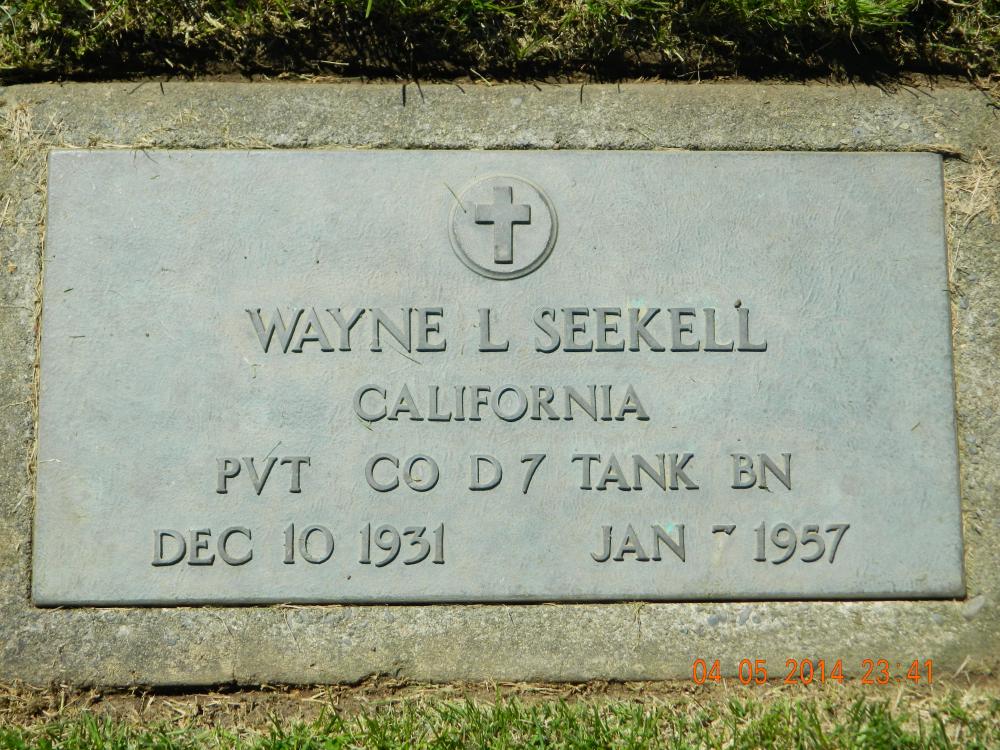 WAYNE L SEEKELL
CALIFORNIA
PVT CO D 7 TANK BN
DEC 10 1931 JAN 7 1957
04 05 2014 23:41